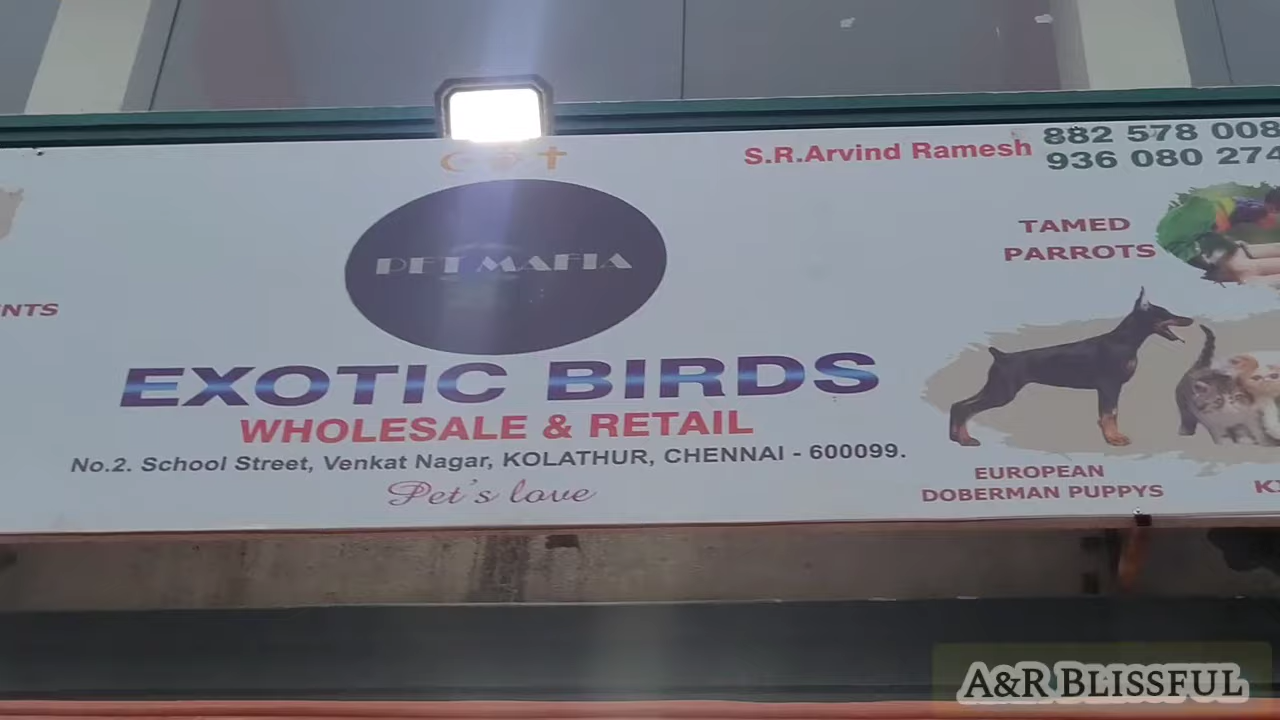 S.R.Arvind Ramesh
882 578 008
936 080 274
PET MAFIA
TAMED
PARROTS
NTS
EXOTIC BIRDS
WHOLESALE & RETAIL
No.2. School Street, Venkat Nagar, KOLATHUR, CHENNAI - 600099.
Pet's love
EUROPEAN
DOBERMAN PUPPYS
A&R BLISSFUL